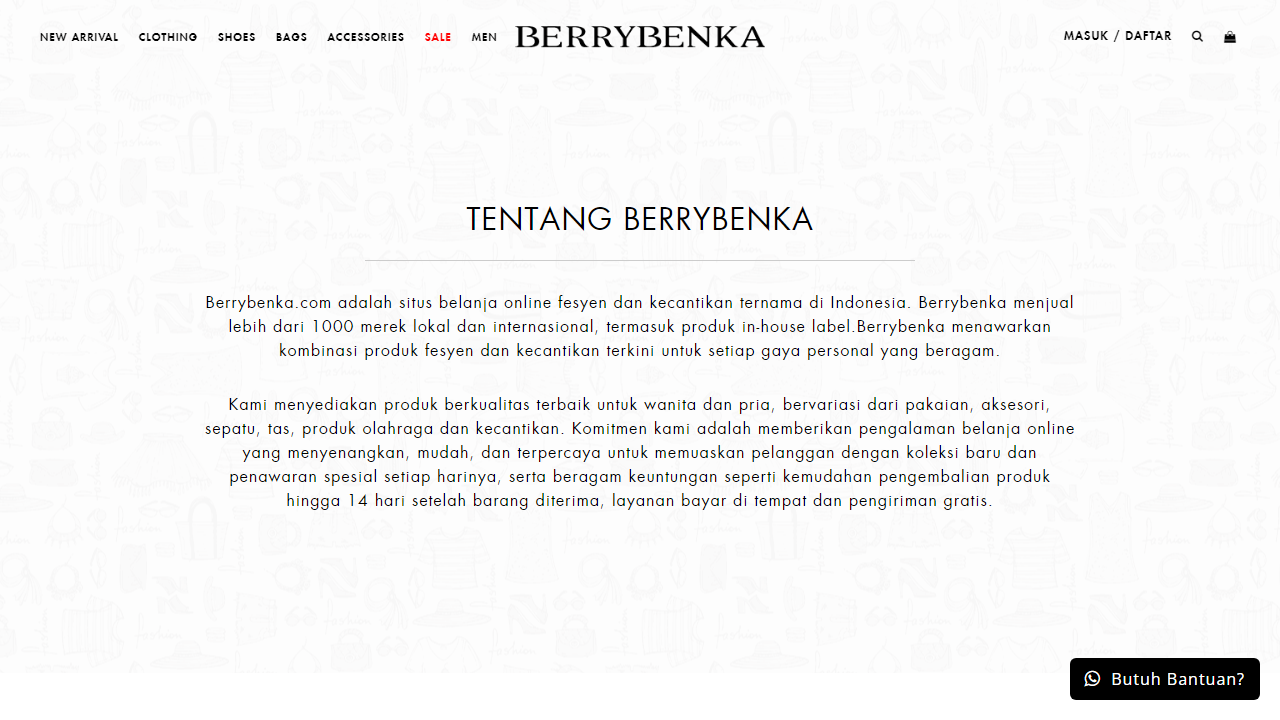 NEW ARRIVAL CLOTHING SHOES BAGS ACCESSORIES SALE MEN BERRYBENKA MASUK / DAFTAR
TENTANG BERRYBENKA
Berrybenka.com adalah situs belanja online fesyen dan kecantikan ternama di Indonesia. Berrybenka menjual
lebih dari 1000 merek lokal dan internasional, termasuk produk in-house label.Berrybenka menawarkan
kombinasi produk fesyen dan kecantikan terkini untuk setiap gaya personal yang beragam.
Kami menyediakan produk berkualitas terbaik untuk wanita dan pria, bervariasi dari pakaian, aksesori,
sepatu, tas, produk olahraga dan kecantikan. Komitmen kami adalah memberikan pengalaman belanja online
yang menyenangkan, mudah, dan terpercaya untuk memuaskan pelanggan dengan koleksi baru dan
penawaran spesial setiap harinya, serta beragam keuntungan seperti kemudahan pengembalian produk
hingga 14 hari setelah barang diterima, layanan bayar di tempat dan pengiriman gratis.
Butuh Bantuan?